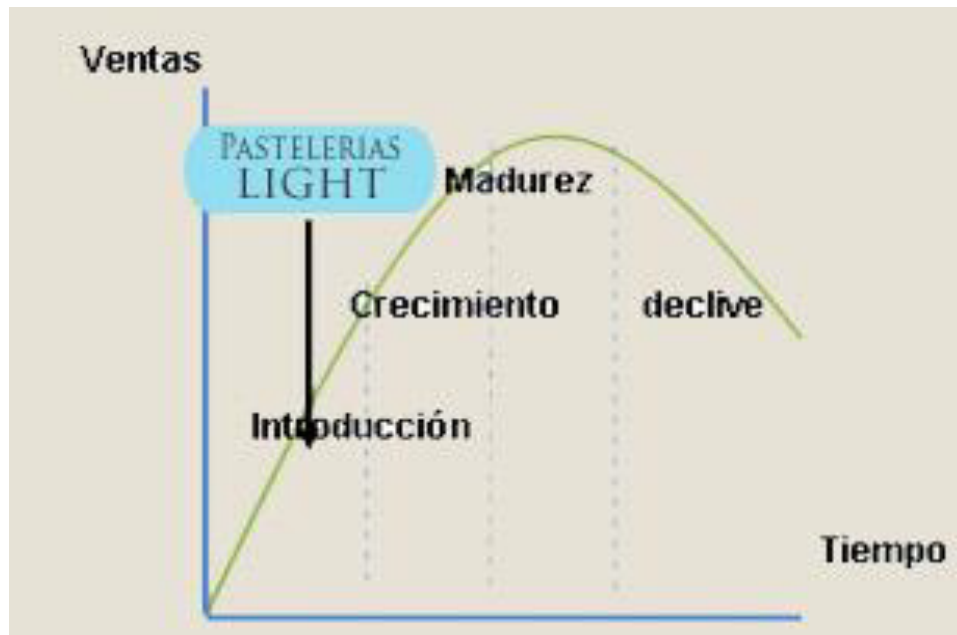 Ventas
PASTELERIAS
LIGHT
Madurez
Crecimiento
declive
Introducción
Tiempo